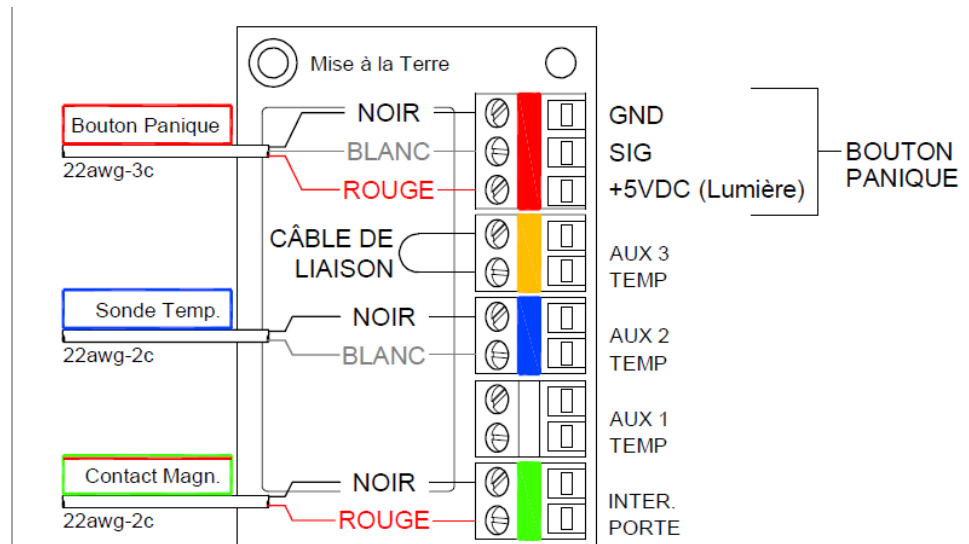 Mise à la Terre
Bouton Panique
22awg-3c
NOIR
BLANC
ROUGE
GND
SIG
+5VDC (Lumière)
BOUTON
PANIQUE
CÂBLE DE
LIAISON
AUX 3
TEMP
Sonde Temp.
22awg-2c
NOIR
BLANC
AUX 2
TEMP
AUX 1
TEMP
Contact Magn.
22awg-2c
NOIR
ROUGE
INTER.
PORTE